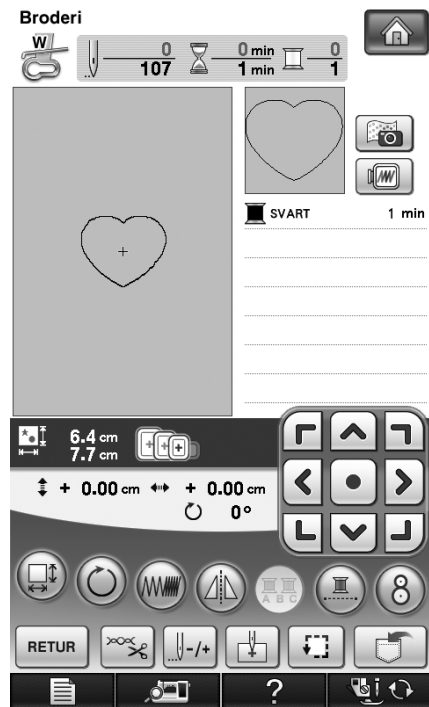 Broderi
W
0 0 min 0
107 1 min 1
SVART 1 min
6.4 cm
7.7 cm
+ 0.00 cm + 0.00 cm
0°
A B C
8
RETUR -/+
?